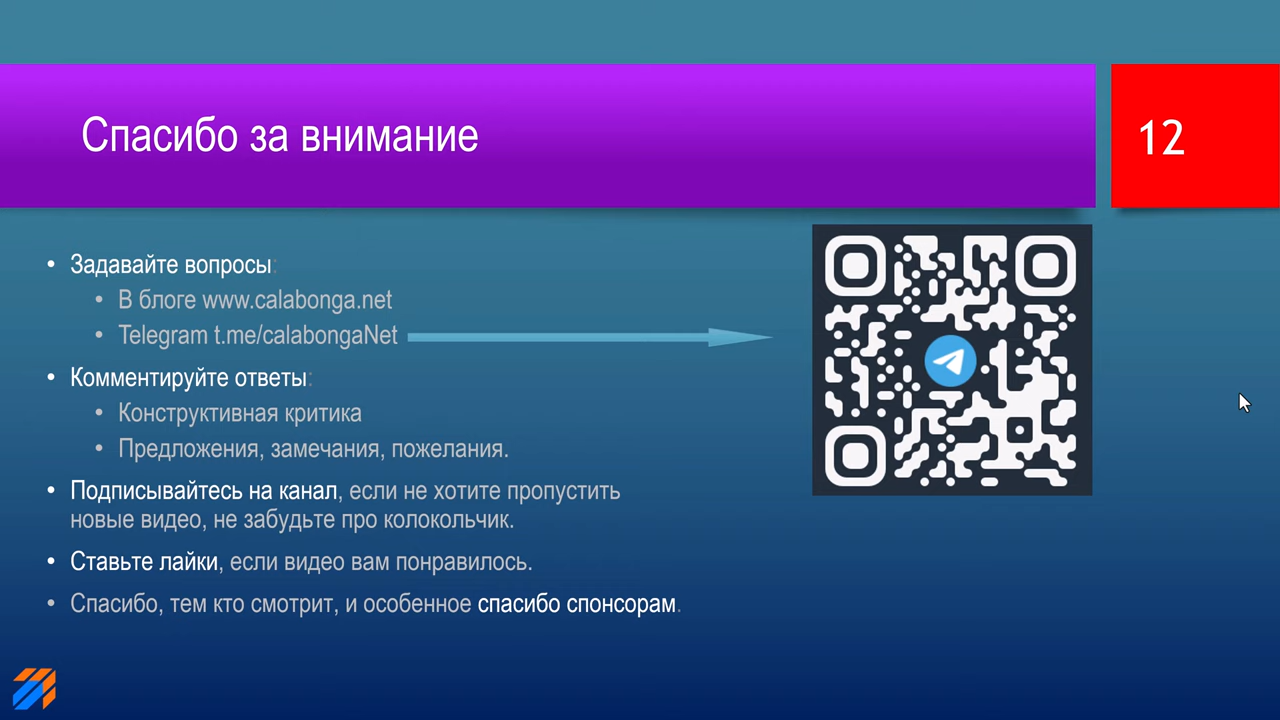 Спасибо за внимание
12
• Задавайте вопросы:
• В блоге www.calabonga.net
• Telegram t.me/calabongaNet
• Комментируйте ответы:
• Конструктивная критика
• Предложения, замечания, пожелания.
• Подписывайтесь на канал, если не хотите пропустить
новые видео, не забудьте про колокольчик.
• Ставьте лайки, если видео вам понравилось.
• Спасибо, тем кто смотрит, и особенное спасибо спонсорам.